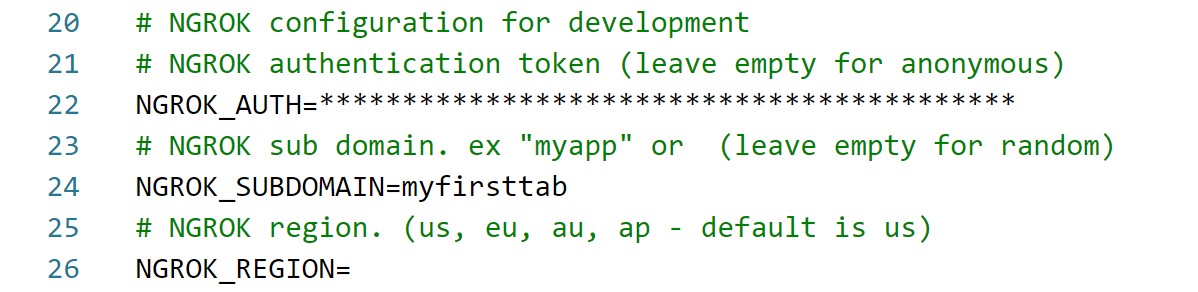 20 # NGROK configuration for development
21 # NGROK authentication token (leave empty for anonymous)
22 NGROK_AUTH=******************************************
23 # NGROK sub domain. ex "myapp" or  (leave empty for random)
24 NGROK_SUBDOMAIN=myfirsttab
25 # NGROK region. (us, eu, au, ap - default is us)
26 NGROK_REGION=